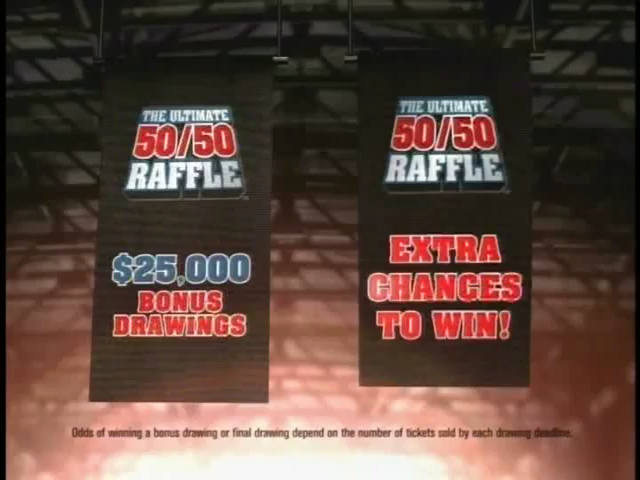 THE ULTIMATE
50/50
RAFFLE
$25,000
BONUS
DRAWINGS
THE ULTIMATE
50/50
RAFFLE
EXTRA
CHANCES
TO WIN!
Odds of winning a bonus drawing or final drawing depend on the number of tickets sold by each drawing deadline.